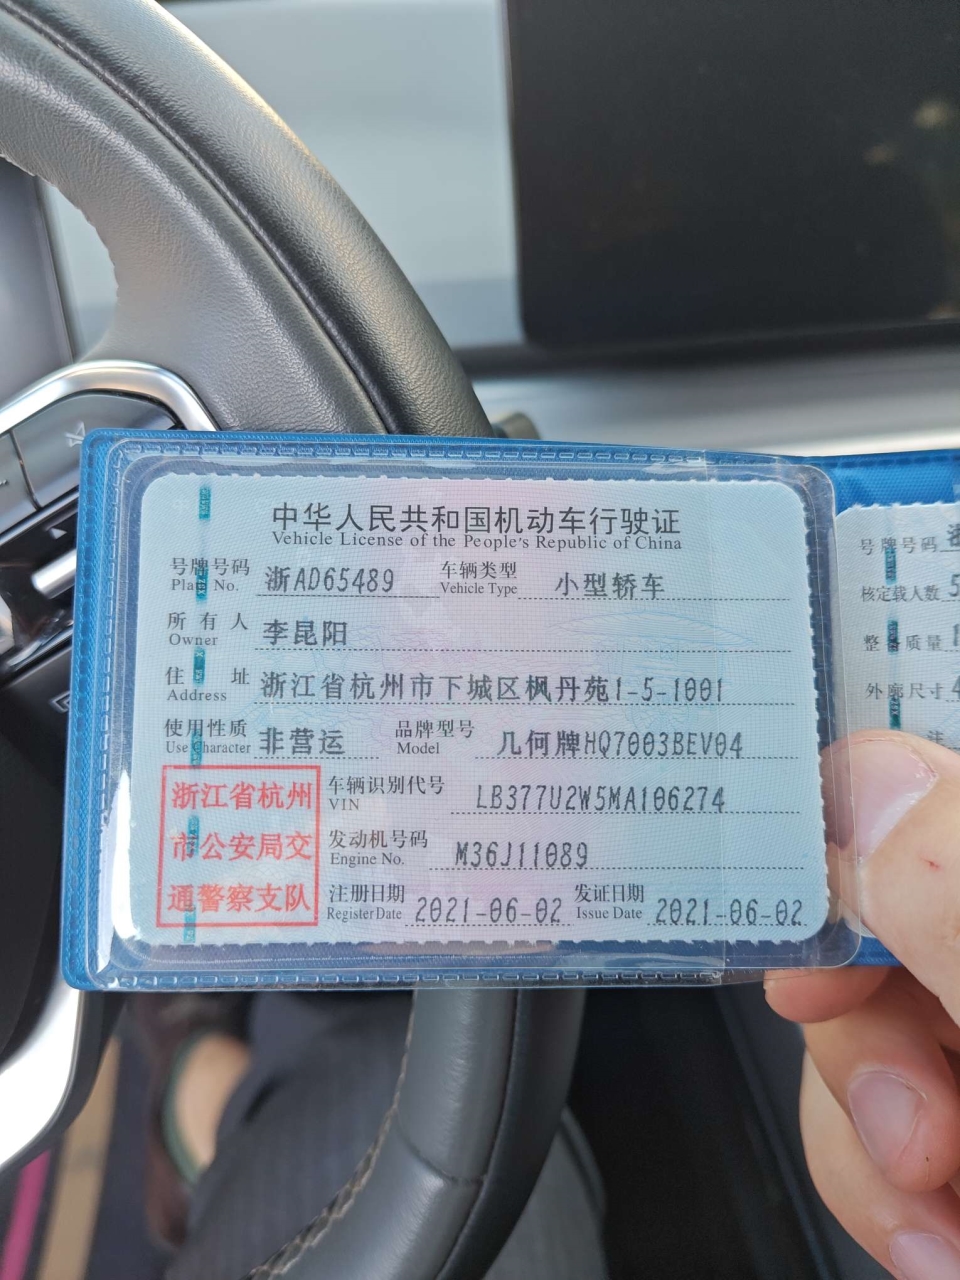 中华人民共和国机动车行驶证
Vehicle License of the People's Republic of China
号牌号码 浙AD65489 车辆类型 小型轿车
Plate No. Vehicle Type
所有人 李昆阳
Owner
住址 浙江省杭州市下城区枫丹苑1-5-1001
Address
使用性质 非营运 品牌型号 几何牌HQ7003BEV04
Use Character Model
浙江省杭州
市公安局交
通警察支队
车辆识别代号 LB377U2W5MA106274
VIN
发动机号码 M36J11089
Engine No.
注册日期 2021-06-02 发证日期 2021-06-02
Register Date Issue Date
号牌号码
核定载人数 5
整备质量
外廓尺寸 4
注